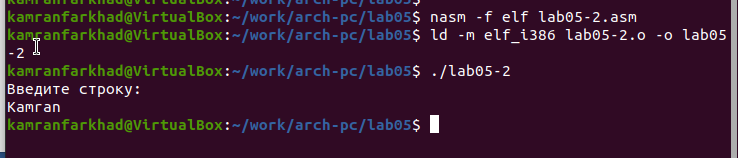 kamranfarkhad@VirtualBox:~/work/arch-pc/lab05$ nasm -f elf lab05-2.asm
kamranfarkhad@VirtualBox:~/work/arch-pc/lab05$ ld -m elf_i386 lab05-2.o -o lab05
-2
kamranfarkhad@VirtualBox:~/work/arch-pc/lab05$ ./lab05-2
Введите строку:
Kamran
kamranfarkhad@VirtualBox:~/work/arch-pc/lab05$